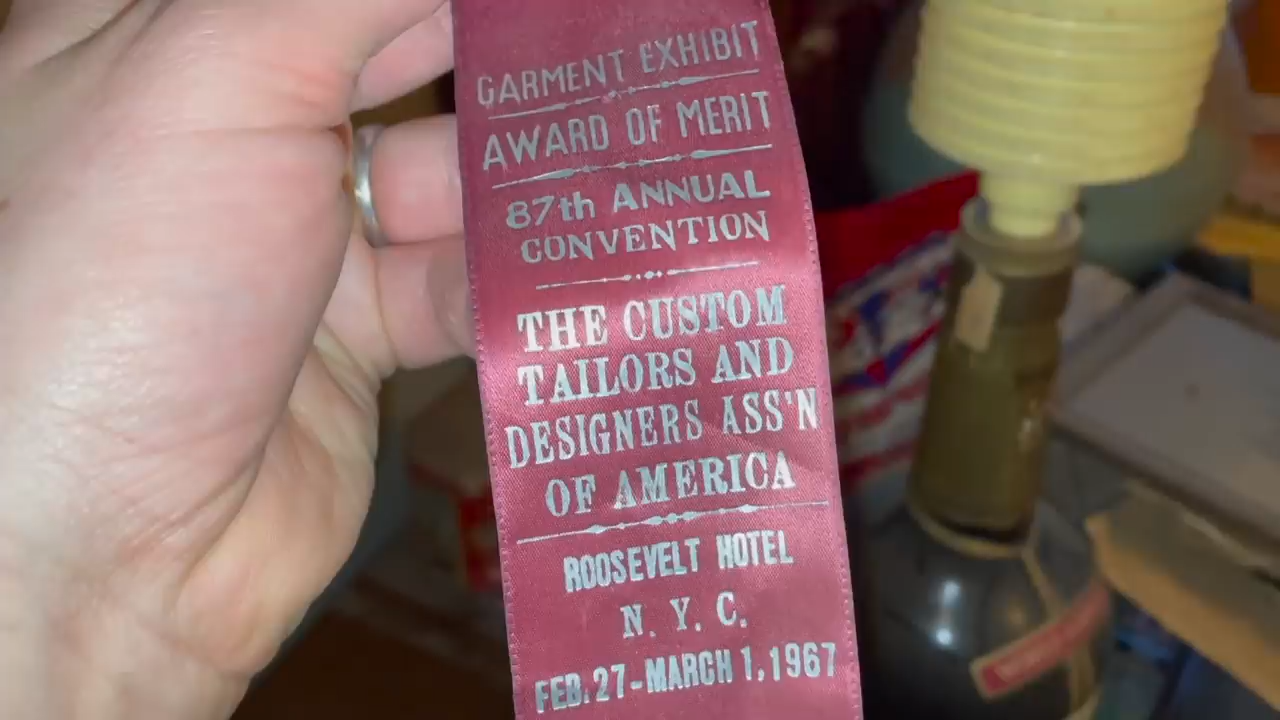 GARMENT EXHIBIT
AWARD OF MERIT
87th ANNUAL
CONVENTION
THE CUSTOM
TAILORS AND
DESIGNERS ASS'N
OF AMERICA
ROOSEVELT HOTEL
N. Y. C.
FEB. 27-MARCH 1, 1967